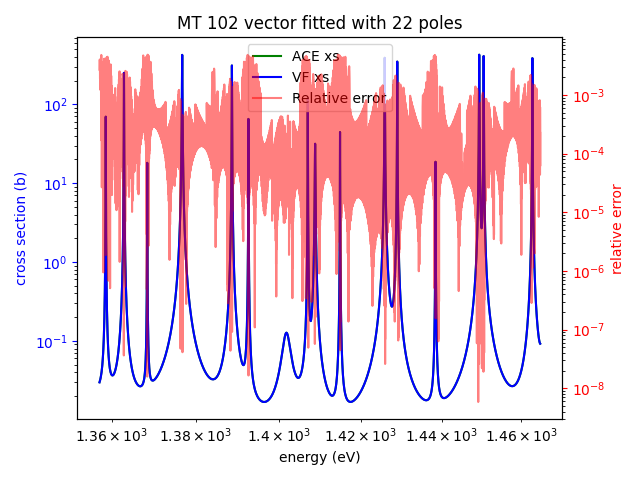 MT 102 vector fitted with 22 poles
ACE xs
VF xs
Relative error
cross section (b)
10²
10¹
10⁰
10⁻¹
10⁻³
10⁻⁴
10⁻⁵
10⁻⁶
10⁻⁷
10⁻⁸
relative error
1.36 × 10³ 1.38 × 10³ 1.4 × 10³ 1.42 × 10³ 1.44 × 10³ 1.46 × 10³
energy (eV)